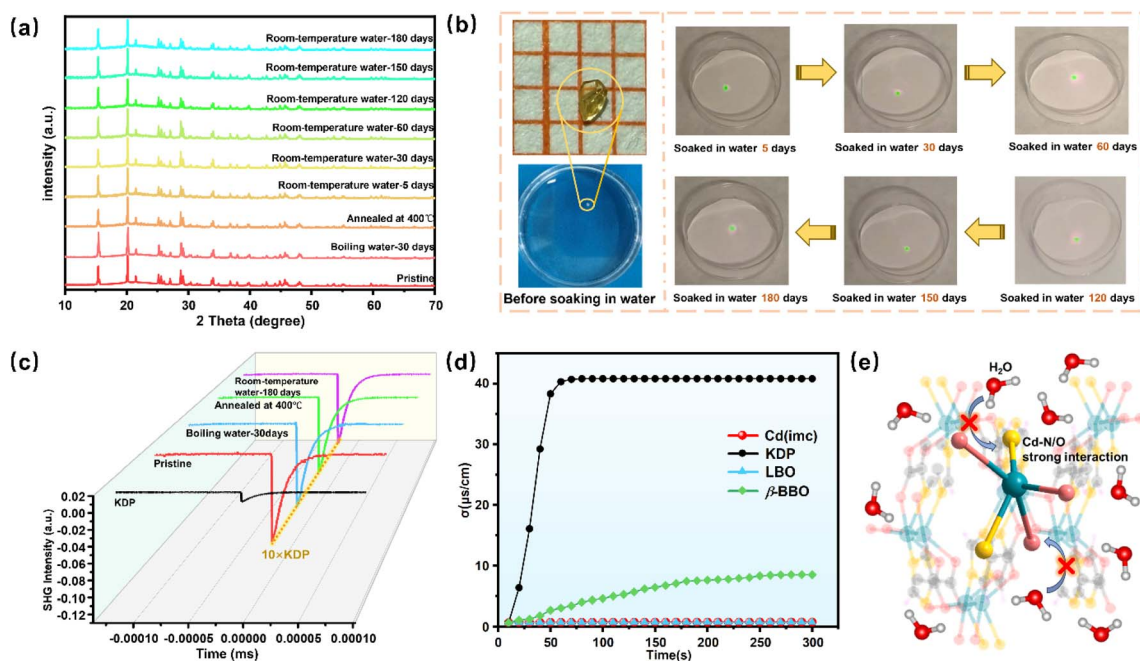 (a)
Room-temperature water-180 days
Room-temperature water-150 days
Room-temperature water-120 days
Room-temperature water-60 days
Room-temperature water-30 days
Room-temperature water-5 days
Annealed at 400℃
Boiling water-30 days
Pristine
intensity (a.u.)
10 20 30 40 50 60 70
2 Theta (degree)
(b)
Before soaking in water
Soaked in water 5 days
Soaked in water 30 days
Soaked in water 60 days
Soaked in water 180 days
Soaked in water 150 days
Soaked in water 120 days
(c)
Room-temperature
water-180 days
Annealed at 400℃
Boiling water-30days
Pristine
KDP
10×KDP
0.02
0.00
-0.02
-0.04
-0.06
-0.08
-0.10
-0.12
SHG Intensity (a.u.)
-0.00010 -0.00005 0.00000 0.00005 0.00010
Time (ms)
(d)
40
30
20
10
0
σ(μs/cm)
Cd(imc)
KDP
LBO
β-BBO
0 50 100 150 200 250 300
Time(s)
(e)
H₂O
Cd-N/O
strong interaction